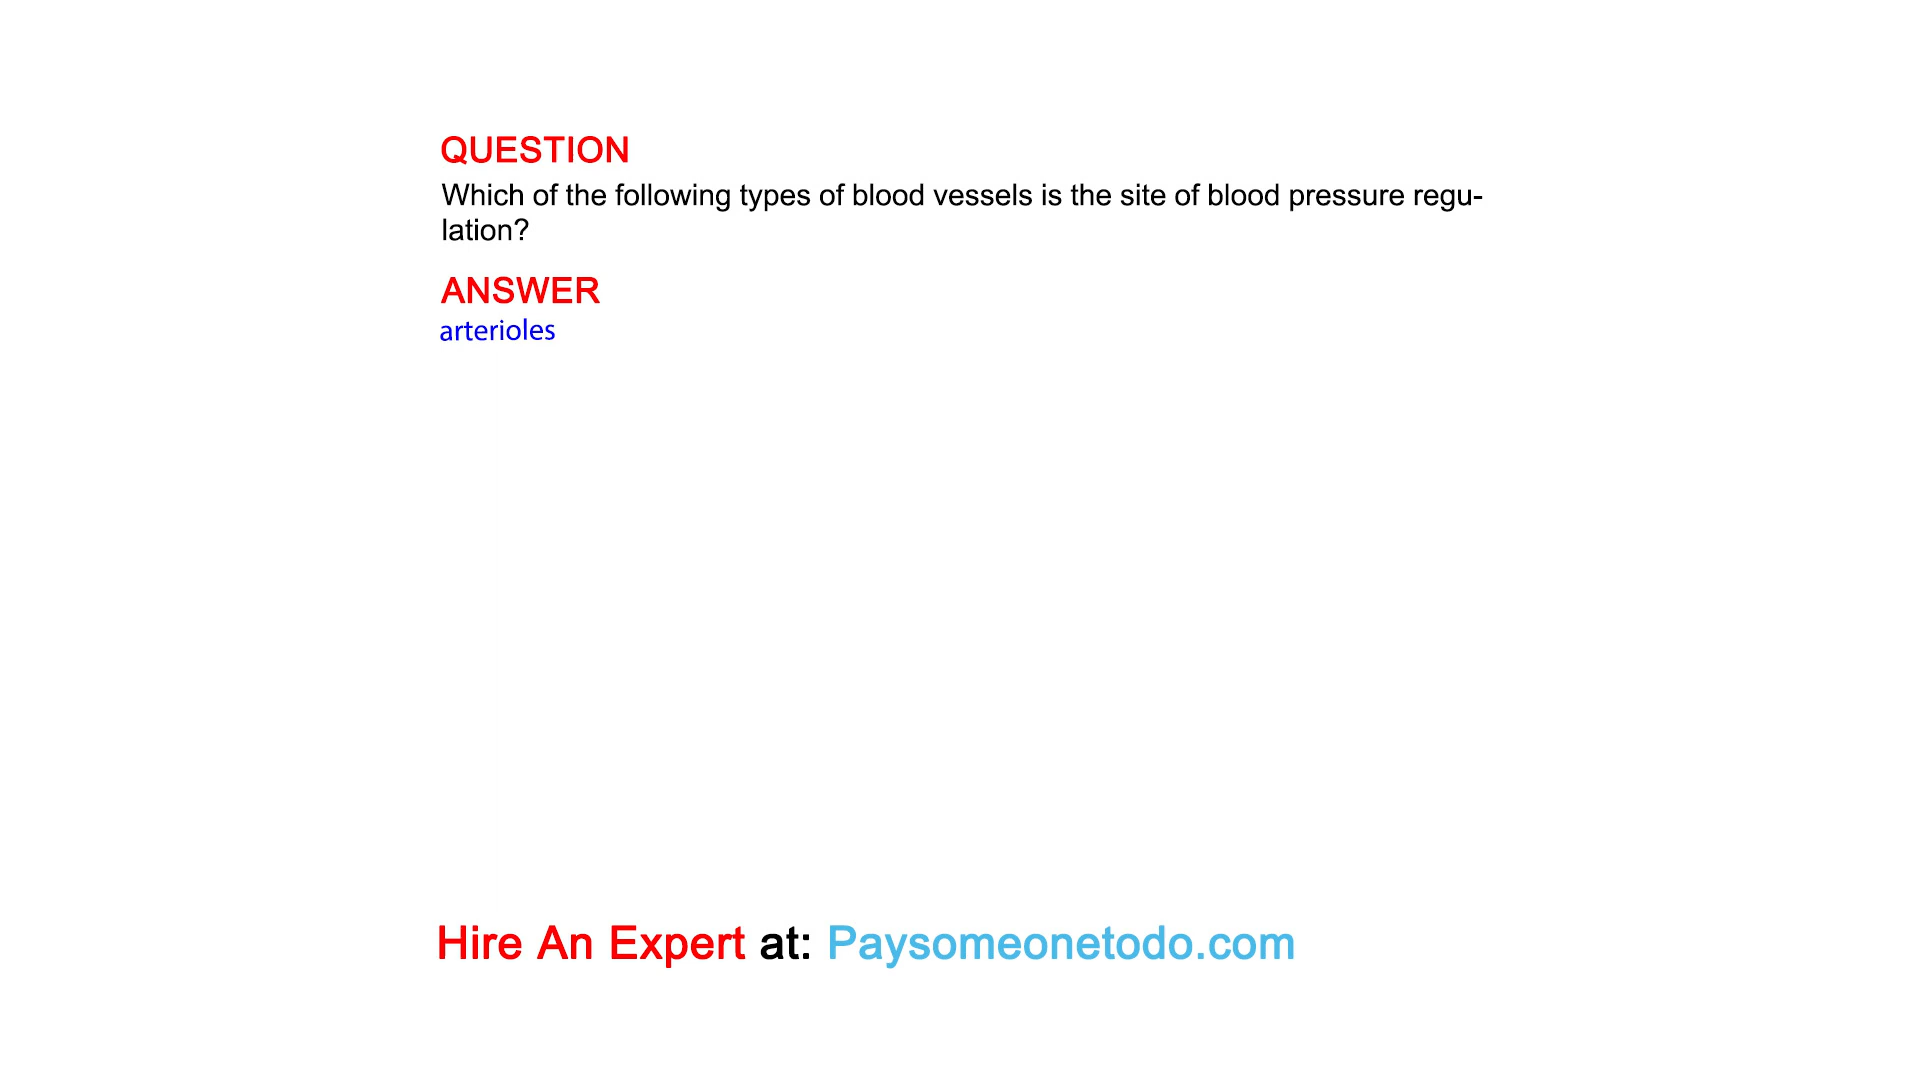 QUESTION
Which of the following types of blood vessels is the site of blood pressure regu-
lation?
ANSWER
arterioles
Hire An Expert at: Paysomeonetodo.com